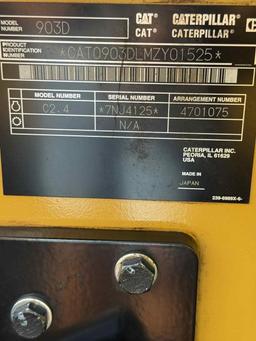 MODEL NUMBER 903D CAT® CATERPILLAR®
CAT® CATERPILLAR®
PRODUCT IDENTIFICATION NUMBER *CAT0903DLMZY01525*
MODEL NUMBER SERIAL NUMBER ARRANGEMENT NUMBER
C2.4 *7NJ4125* 4701075
N/A
CATERPILLAR INC.
PEORIA, IL 61629
USA
MADE IN
JAPAN